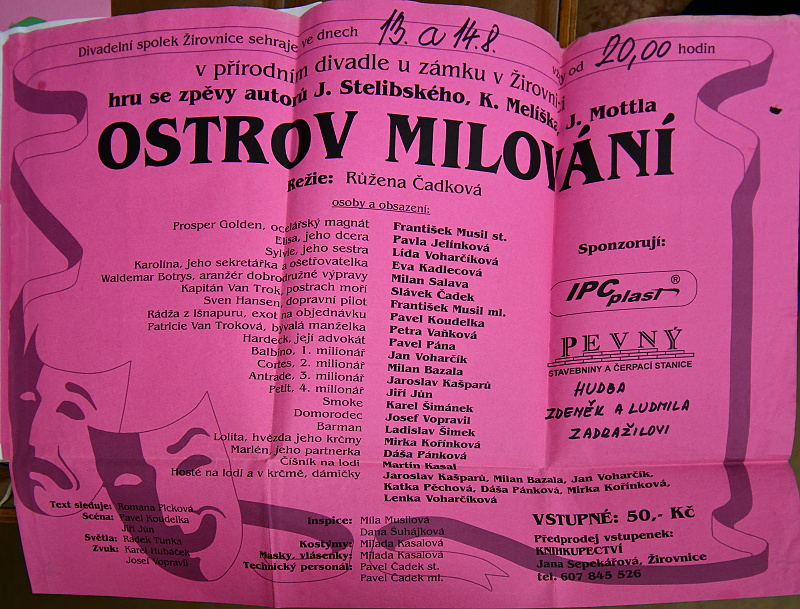 Divadelní spolek Žirovnice sehraje ve dnech 13. a 14.8. vždy od 20,00 hodin
v přírodním divadle u zámku v Žirovnici
hru se zpěvy autorů J. Stelibského, K. Melíška, J. Mottla
OSTROV MILOVÁNÍ
Režie: Růžena Čadková
osoby a obsazení:
Prosper Golden, ocelářský magnát František Musil st.
Elisa, jeho dcera Pavla Jelínková
Sylvie, jeho sestra Lída Voharčíková
Karolína, jeho sekretářka a ošetřovatelka Eva Kadlecová
Waldemar Botrys, aranžér dobrodružné výpravy Milan Salava
Kapitán Van Trok, postrach moří Slávek Čadek
Sven Hansen, dopravní pilot František Musil ml.
Rádža z Išnapuru, exot na objednávku Pavel Koudelka
Patricie Van Troková, bývalá manželka Petra Vaňková
Hardeck, její advokát Pavel Pána
Balbino, 1. milionář Jan Voharčík
Cortes, 2. milionář Milan Bazala
Antrade, 3. milionář Jaroslav Kašparů
Petit, 4. milionář Jiří Jůn
Smoke Karel Šimánek
Domorodec Josef Vopravil
Barman Ladislav Šimek
Lolita, hvězda jeho krčmy Mirka Kořínková
Marlén, jeho partnerka Dáša Pánková
Číšník na lodi Martin Kasal
Hosté na lodi a v krčmě, dámičky Jaroslav Kašparů, Milan Bazala, Jan Voharčík,
Katka Pěchová, Dáša Pánková, Mirka Kořínková,
Lenka Voharčíková
Sponzorují:
IPC plast ®
PEVNÝ
STAVEBNINY A ČERPACÍ STANICE
HUDBA
ZDENĚK A LUDMILA
ZADRAŽILOVI
Text sleduje: Romana Plcková
Scéna: Pavel Koudelka
Jiří Jůn
Světla: Radek Tunka
Zvuk: Karel Hubáček
Josef Vopravil
Inspice: Míla Musilová
Dana Šuhájková
Kostýmy: Milada Kasalová
Masky, vlásenky: Milada Kasalová
Technický personál: Pavel Čadek st.
Pavel Čadek ml.
VSTUPNÉ: 50,- Kč
Předprodej vstupenek:
KNIHKUPECTVÍ
Jana Sepekářová, Žirovnice
tel. 607 845 526